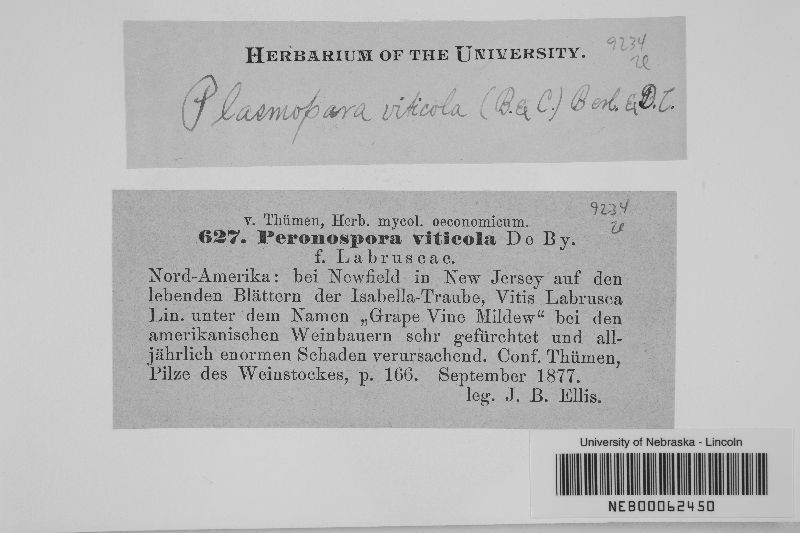 HERBARIUM OF THE UNIVERSITY.
9234
Plasmopara viticola (B. & C.) Berl. & D. T.
9234
v. Thümen, Herb. mycol. oeconomicum.
627. Peronospora viticola De By.
f. Labruscae.
Nord-Amerika: bei Newfield in New Jersey auf den
lebenden Blättern der Isabella-Traube, Vitis Labrusca
Lin. unter dem Namen „Grape Vine Mildew“ bei den
amerikanischen Weinbauern sehr gefürchtet und all-
jährlich enormen Schaden verursachend. Conf. Thümen,
Pilze des Weinstockes, p. 166. September 1877.
leg. J. B. Ellis.
University of Nebraska - Lincoln
NEB00062450